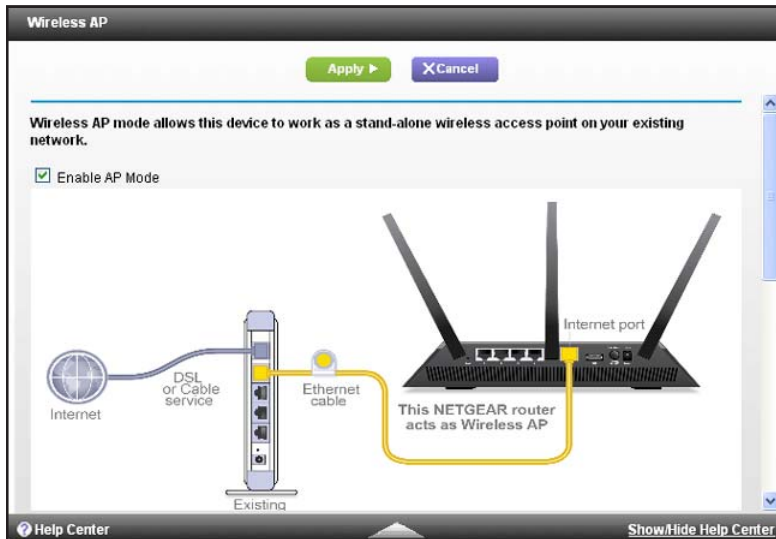 Wireless AP
Apply
Cancel
Wireless AP mode allows this device to work as a stand-alone wireless access point on your existing
network.
Enable AP Mode
Internet port
Internet
DSL
or Cable
service
Ethernet
cable
This NETGEAR router
acts as Wireless AP
Existing
Help Center
Show/Hide Help Center